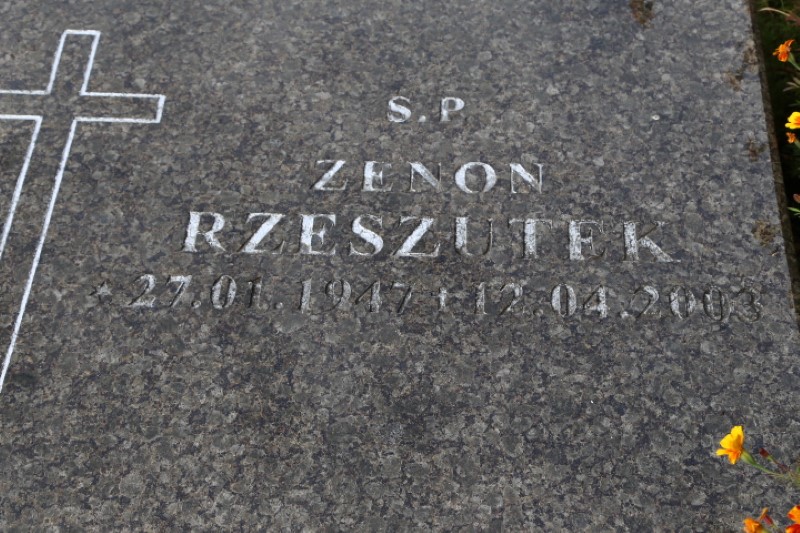 S.P
ZENON
RZESZUTEK
* 27.01.1947 + 12.04.2003